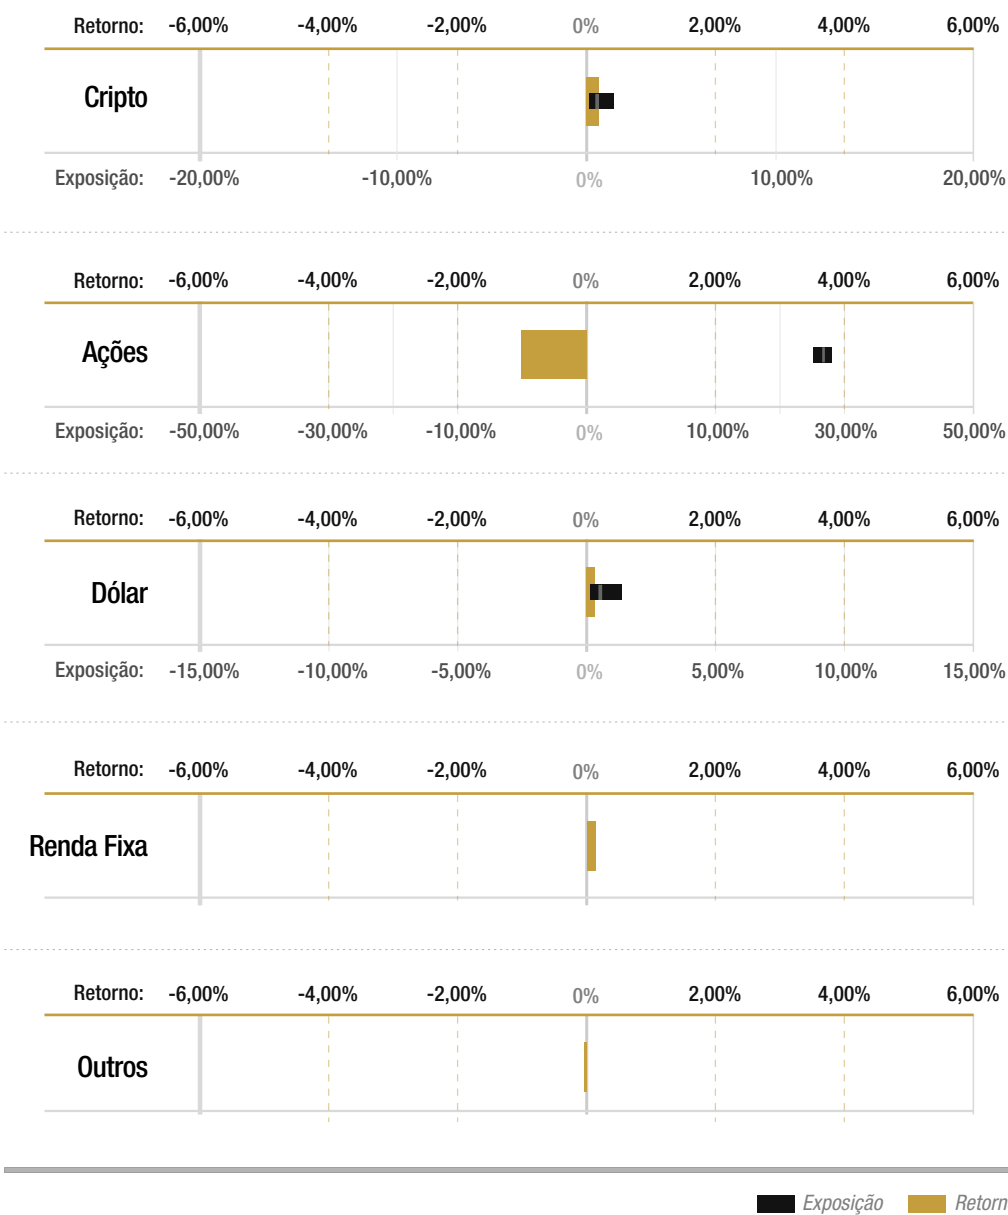 Retorno: -6,00% -4,00% -2,00% 0% 2,00% 4,00% 6,00%
Cripto
Exposição: -20,00% -10,00% 0% 10,00% 20,00%
Retorno: -6,00% -4,00% -2,00% 0% 2,00% 4,00% 6,00%
Ações
Exposição: -50,00% -30,00% -10,00% 0% 10,00% 30,00% 50,00%
Retorno: -6,00% -4,00% -2,00% 0% 2,00% 4,00% 6,00%
Dólar
Exposição: -15,00% -10,00% -5,00% 0% 5,00% 10,00% 15,00%
Retorno: -6,00% -4,00% -2,00% 0% 2,00% 4,00% 6,00%
Renda Fixa
Retorno: -6,00% -4,00% -2,00% 0% 2,00% 4,00% 6,00%
Outros
Exposição Retorn